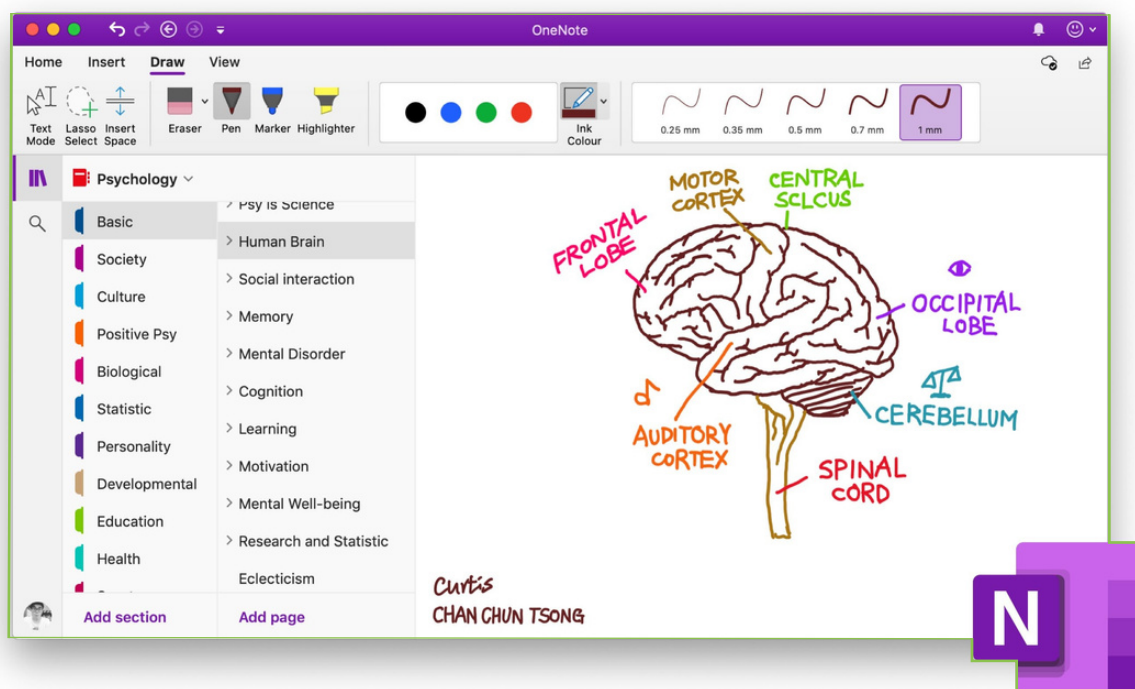 OneNote
Home Insert Draw View
Text Mode
Lasso Select
Insert Space
Eraser
Pen
Marker
Highlighter
Ink Colour
0.25 mm
0.35 mm
0.5 mm
0.7 mm
1 mm
Psychology
Basic
Society
Culture
Positive Psy
Biological
Statistic
Personality
Developmental
Education
Health
Add section
Psy is Science
Human Brain
Social interaction
Memory
Mental Disorder
Cognition
Learning
Motivation
Mental Well-being
Research and Statistic
Eclecticism
Add page
MOTOR
CORTEX
CENTRAL
SCLCUS
FRONTAL
LOBE
OCCIPITAL
LOBE
CEREBELLUM
AUDITORY
CORTEX
SPINAL
CORD
Curtis
CHAN CHUN TSONG
N